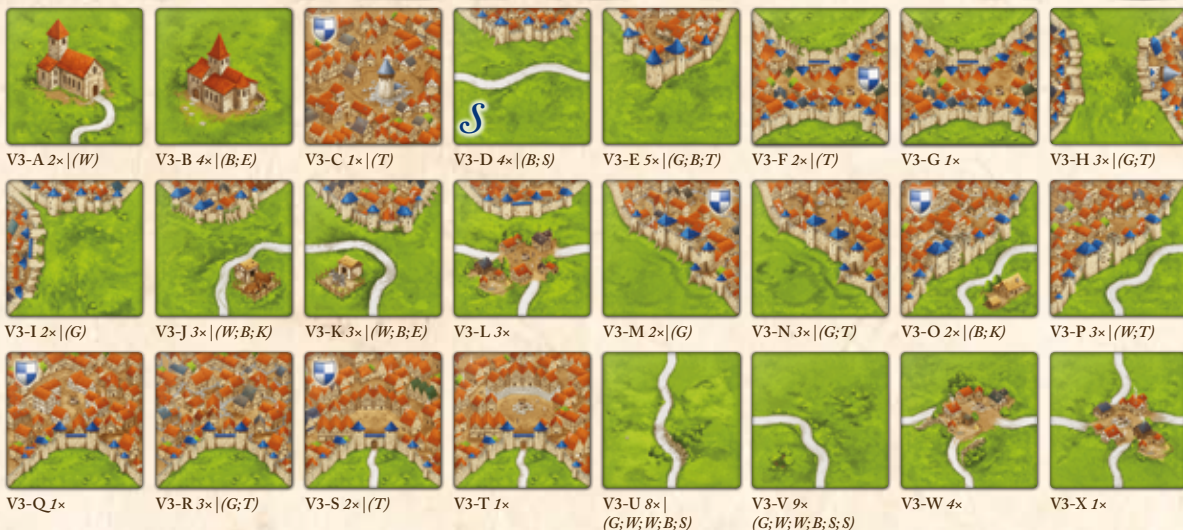 S
V3-A 2× | (W)
V3-B 4× | (B;E)
V3-C 1× | (T)
V3-D 4× | (B;S)
V3-E 5× | (G;B;T)
V3-F 2× | (T)
V3-G 1×
V3-H 3× | (G;T)
V3-I 2× | (G)
V3-J 3× | (W;B;K)
V3-K 3× | (W;B;E)
V3-L 3×
V3-M 2× | (G)
V3-N 3× | (G;T)
V3-O 2× | (B;K)
V3-P 3× | (W;T)
V3-Q 1×
V3-R 3× | (G;T)
V3-S 2× | (T)
V3-T 1×
V3-U 8× |
(G;W;W;B;S)
V3-V 9×
(G;W;W;B;S;S)
V3-W 4×
V3-X 1×